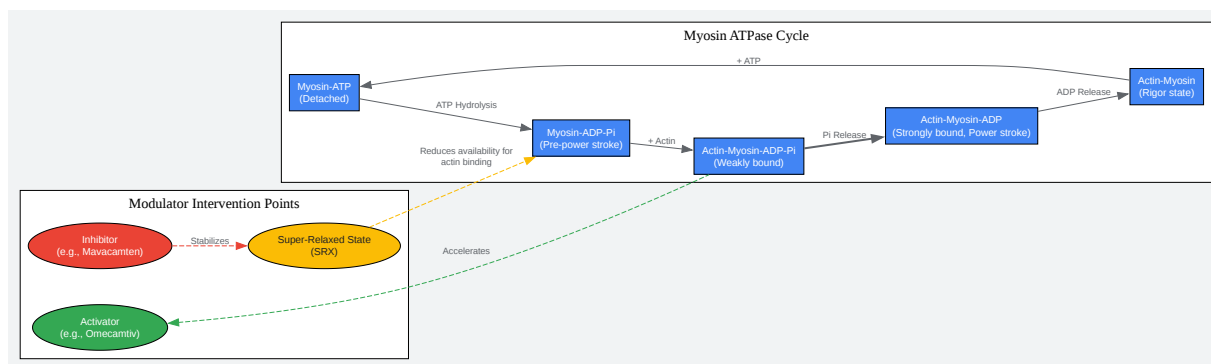 Myosin ATPase Cycle
+ ATP
Myosin-ATP
(Detached)
Actin-Myosin
(Rigor state)
ATP Hydrolysis
ADP Release
Myosin-ADP-Pi
(Pre-power stroke)
+ Actin
Actin-Myosin-ADP-Pi
(Weakly bound)
Pi Release
Actin-Myosin-ADP
(Strongly bound, Power stroke)
Reduces availability for
actin binding
Modulator Intervention Points
Inhibitor
(e.g., Mavacamten)
Stabilizes
Super-Relaxed State
(SRX)
Accelerates
Activator
(e.g., Omecamtiv)